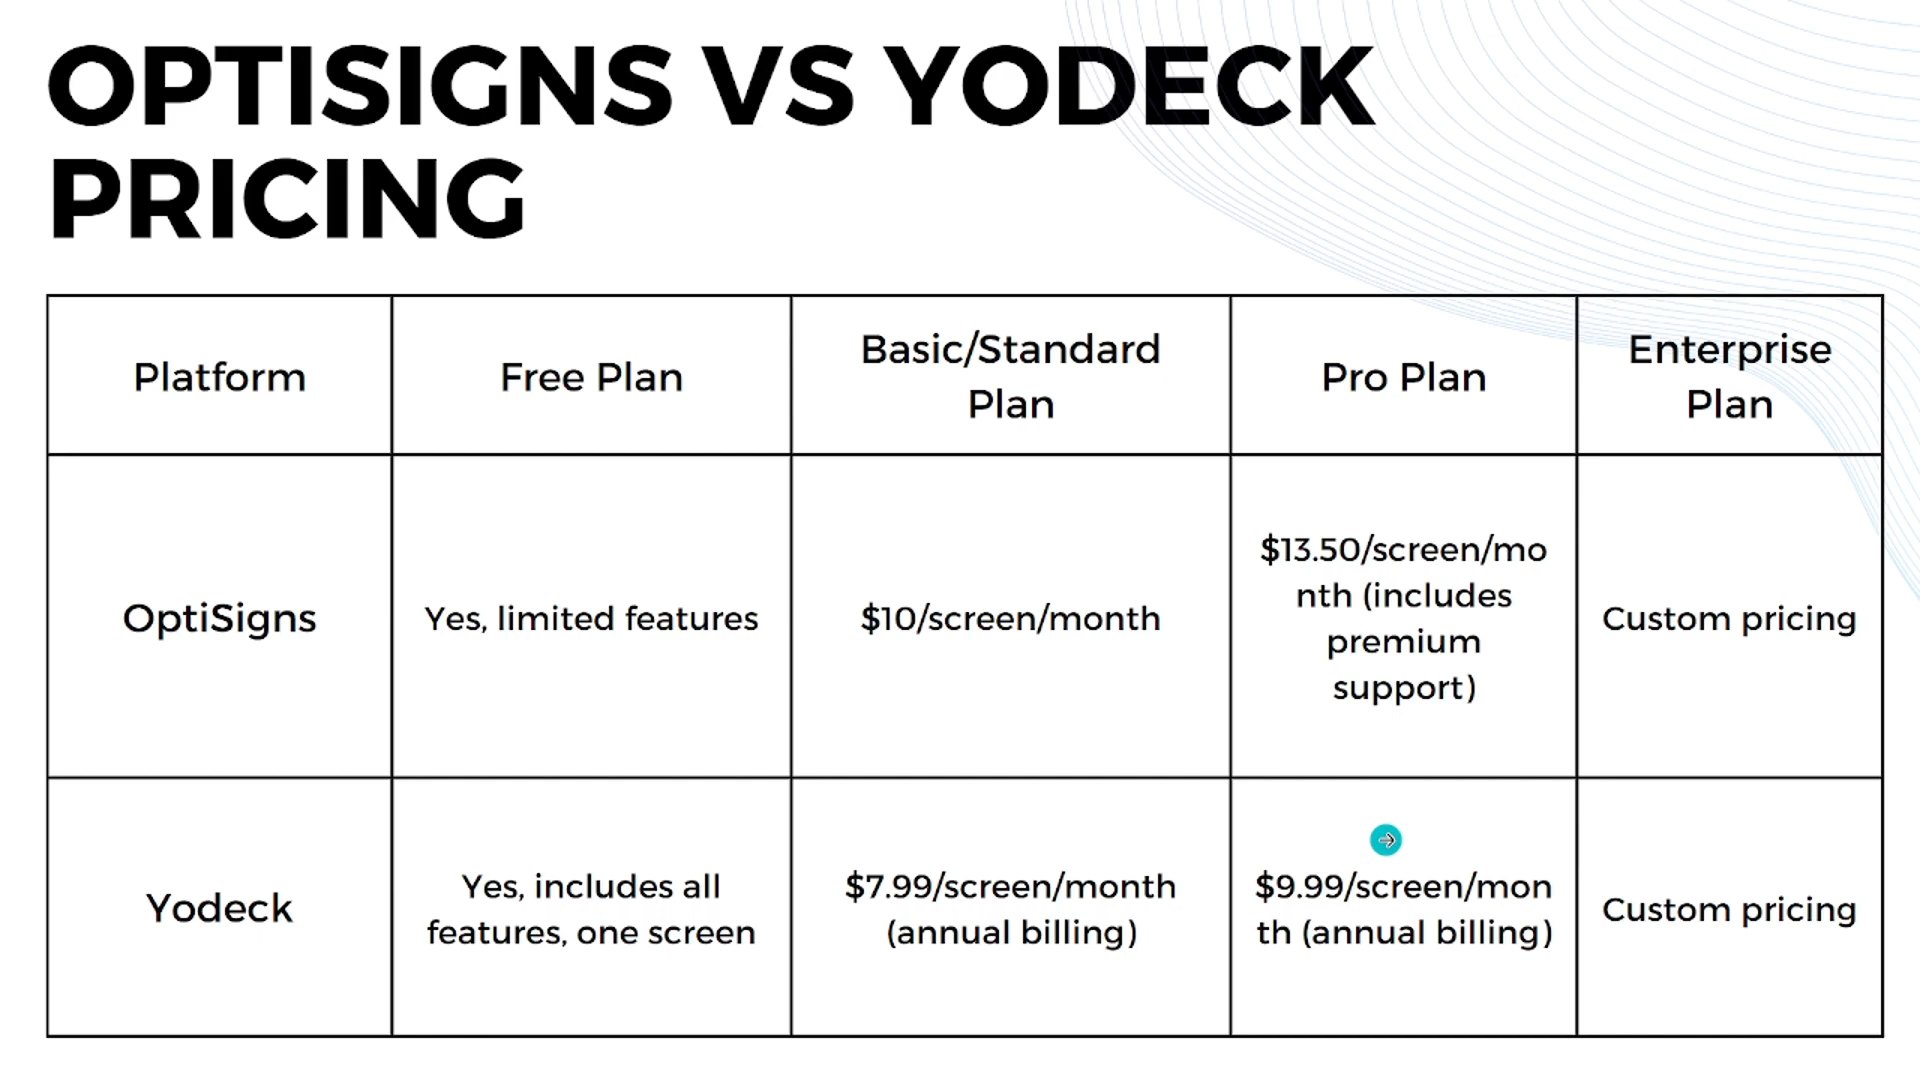 OPTISIGNS VS YODECK
PRICING
Platform
Free Plan
Basic/Standard
Plan
Pro Plan
Enterprise
Plan
OptiSigns
Yes, limited features
$10/screen/month
$13.50/screen/mo
nth (includes
premium
support)
Custom pricing
Yodeck
Yes, includes all
features, one screen
$7.99/screen/month
(annual billing)
$9.99/screen/mon
th (annual billing)
Custom pricing